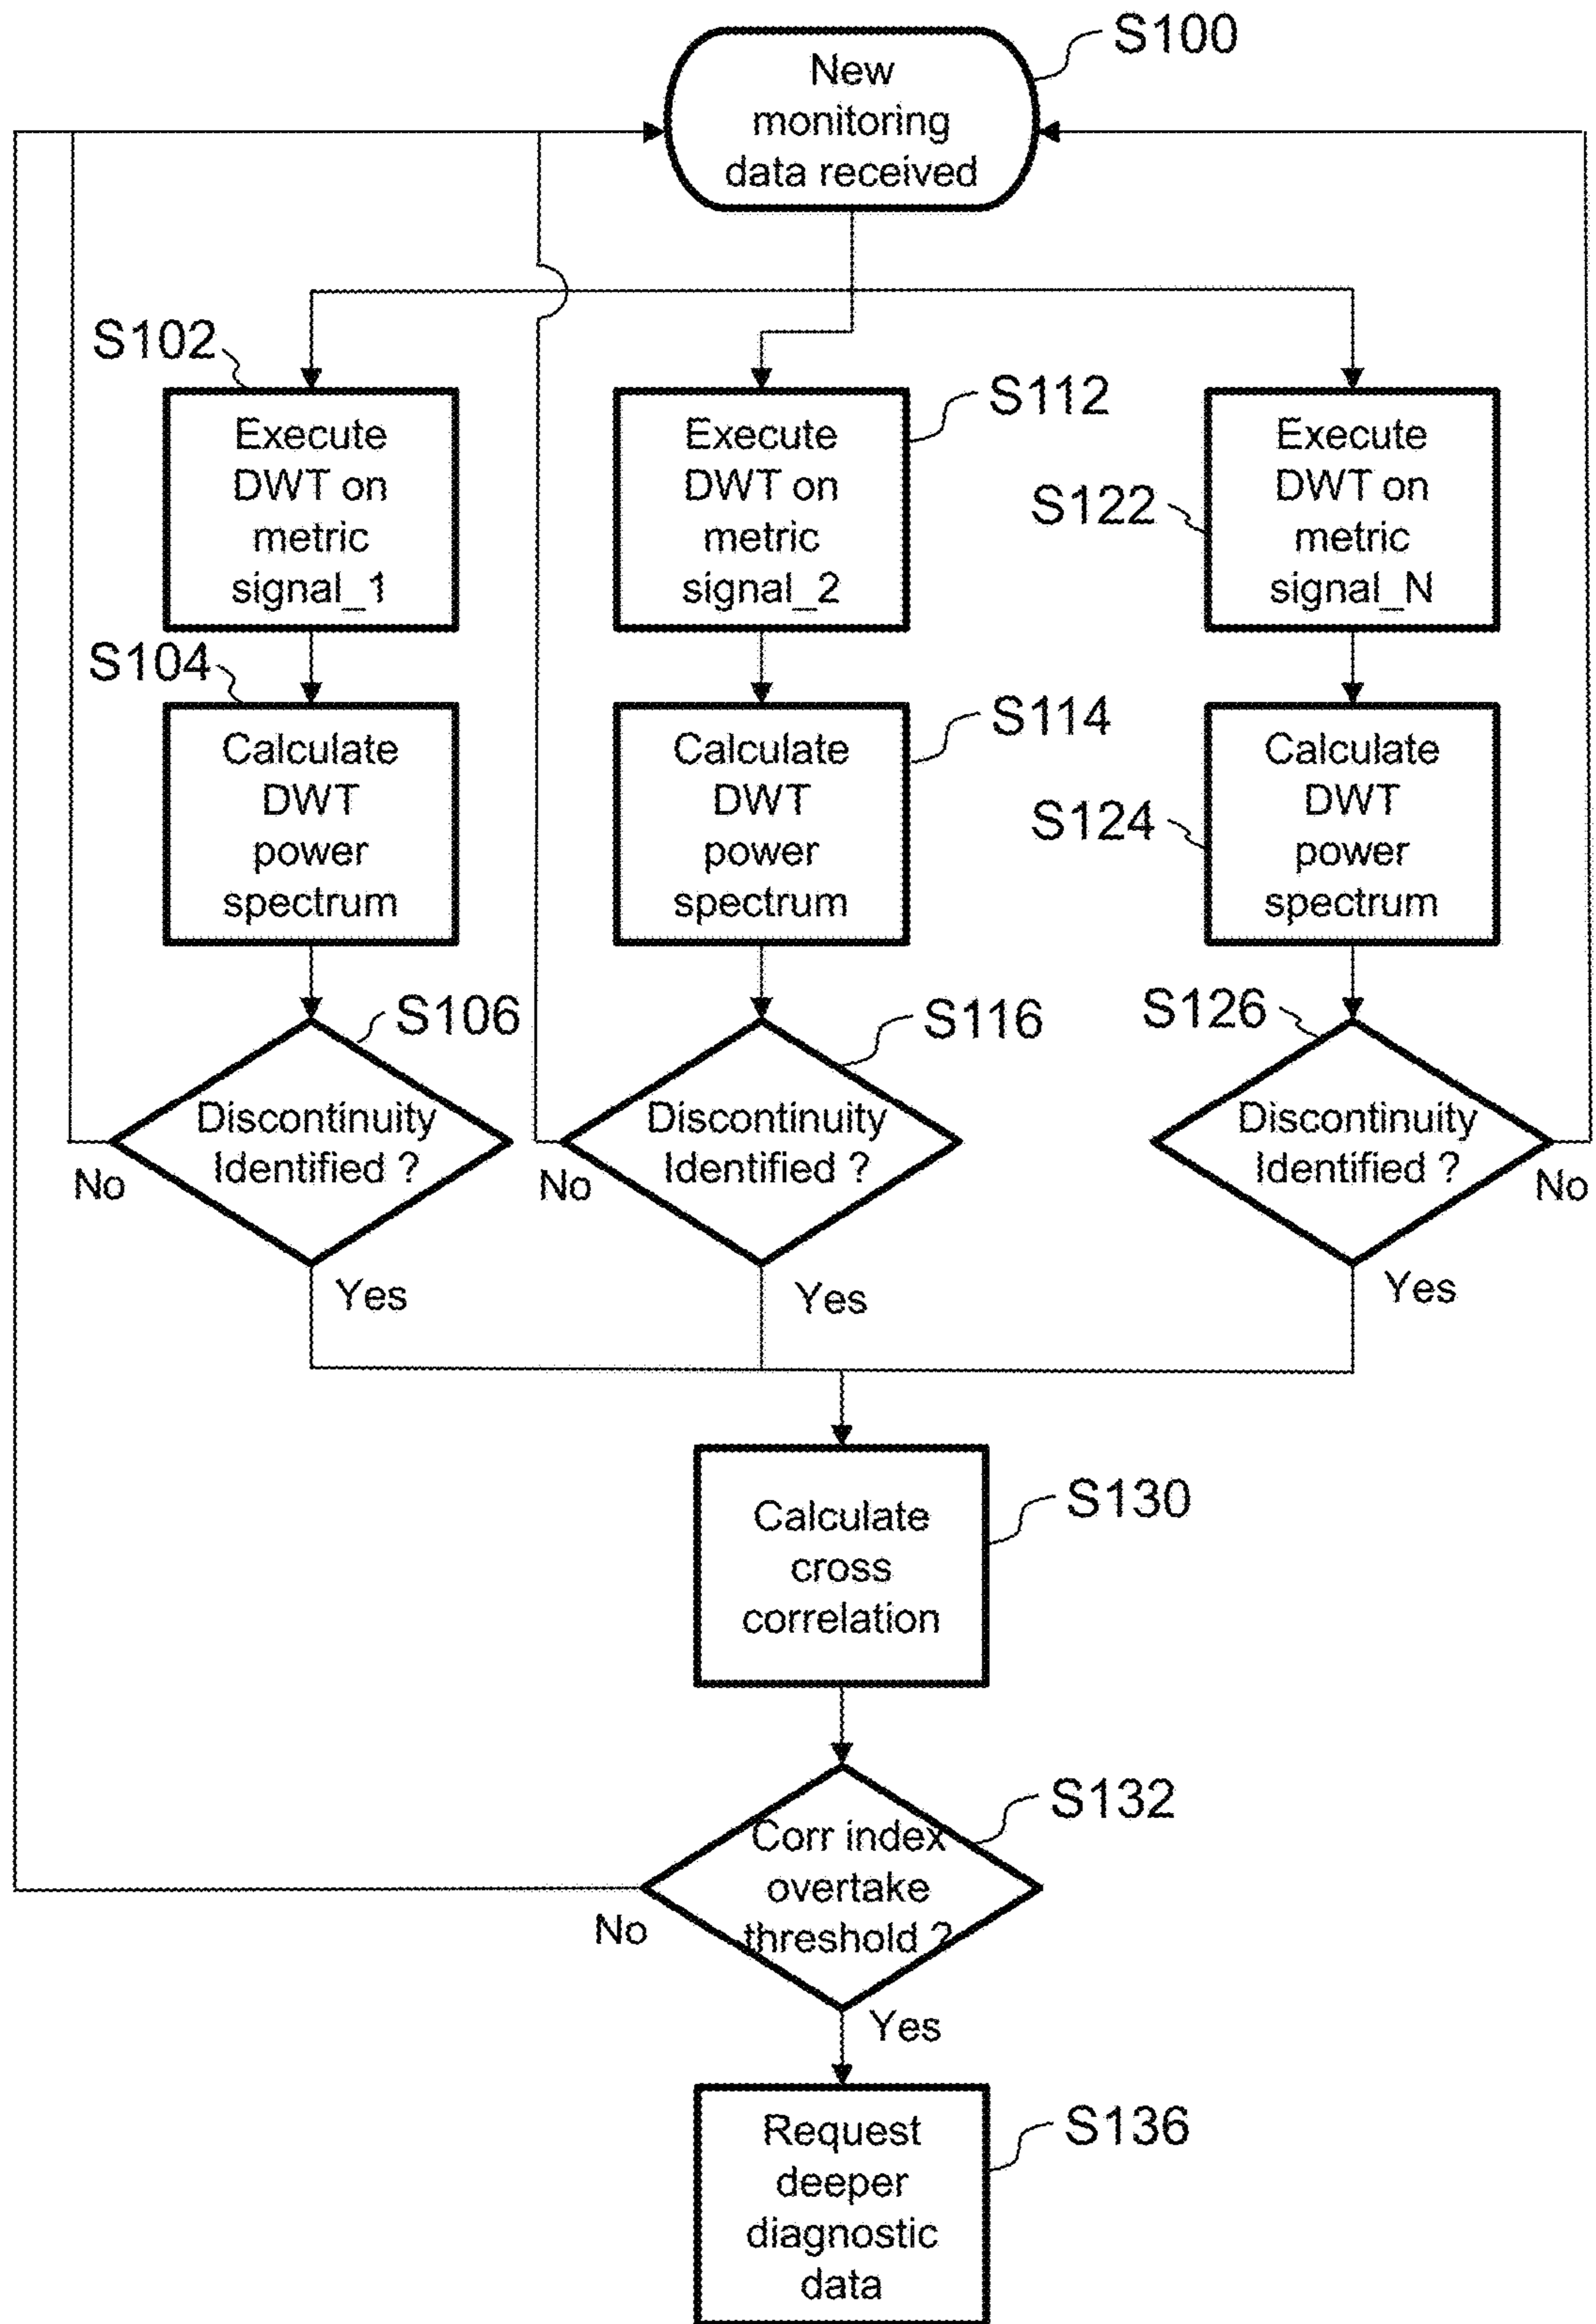 S100
New
monitoring
data received
S102
Execute
DWT on
metric
signal_1
S112
Execute
DWT on
metric
signal_2
S122
Execute
DWT on
metric
signal_N
S104
Calculate
DWT
power
spectrum
S114
Calculate
DWT
power
spectrum
S124
Calculate
DWT
power
spectrum
S106
Discontinuity
Identified ?
No
Yes
S116
Discontinuity
Identified ?
No
Yes
S126
Discontinuity
Identified ?
No
Yes
S130
Calculate
cross
correlation
S132
Corr index
overtake
threshold ?
No
Yes
S136
Request
deeper
diagnostic
data